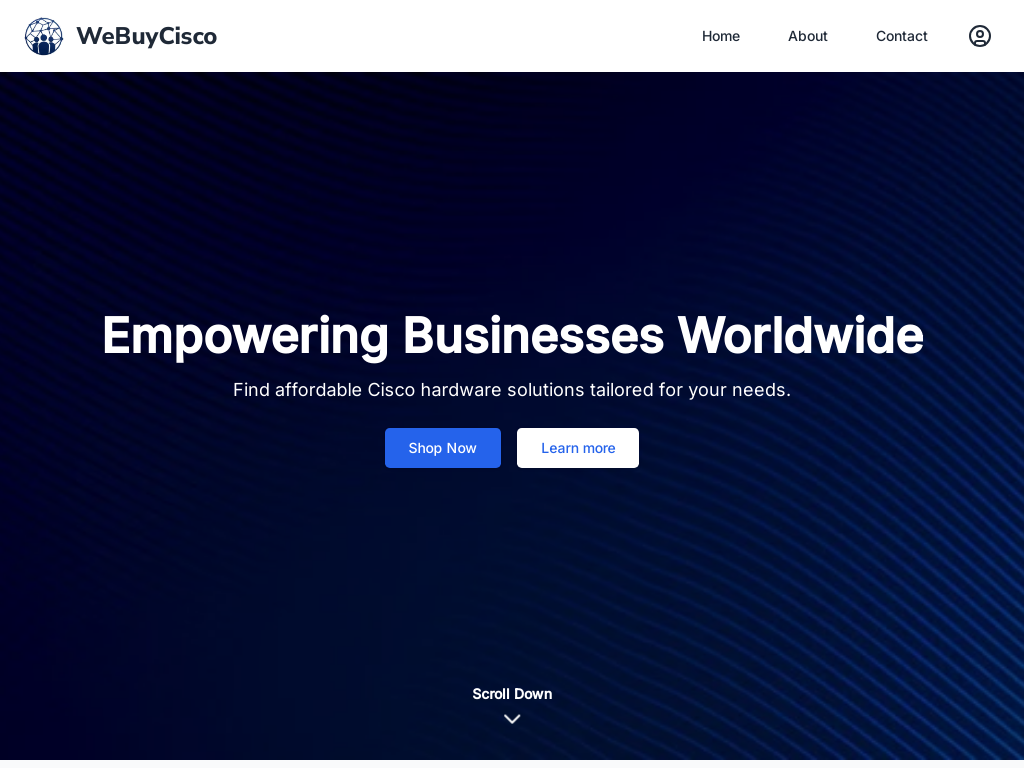 WeBuyCisco
Home About Contact
Empowering Businesses Worldwide
Find affordable Cisco hardware solutions tailored for your needs.
Shop Now Learn more
Scroll Down